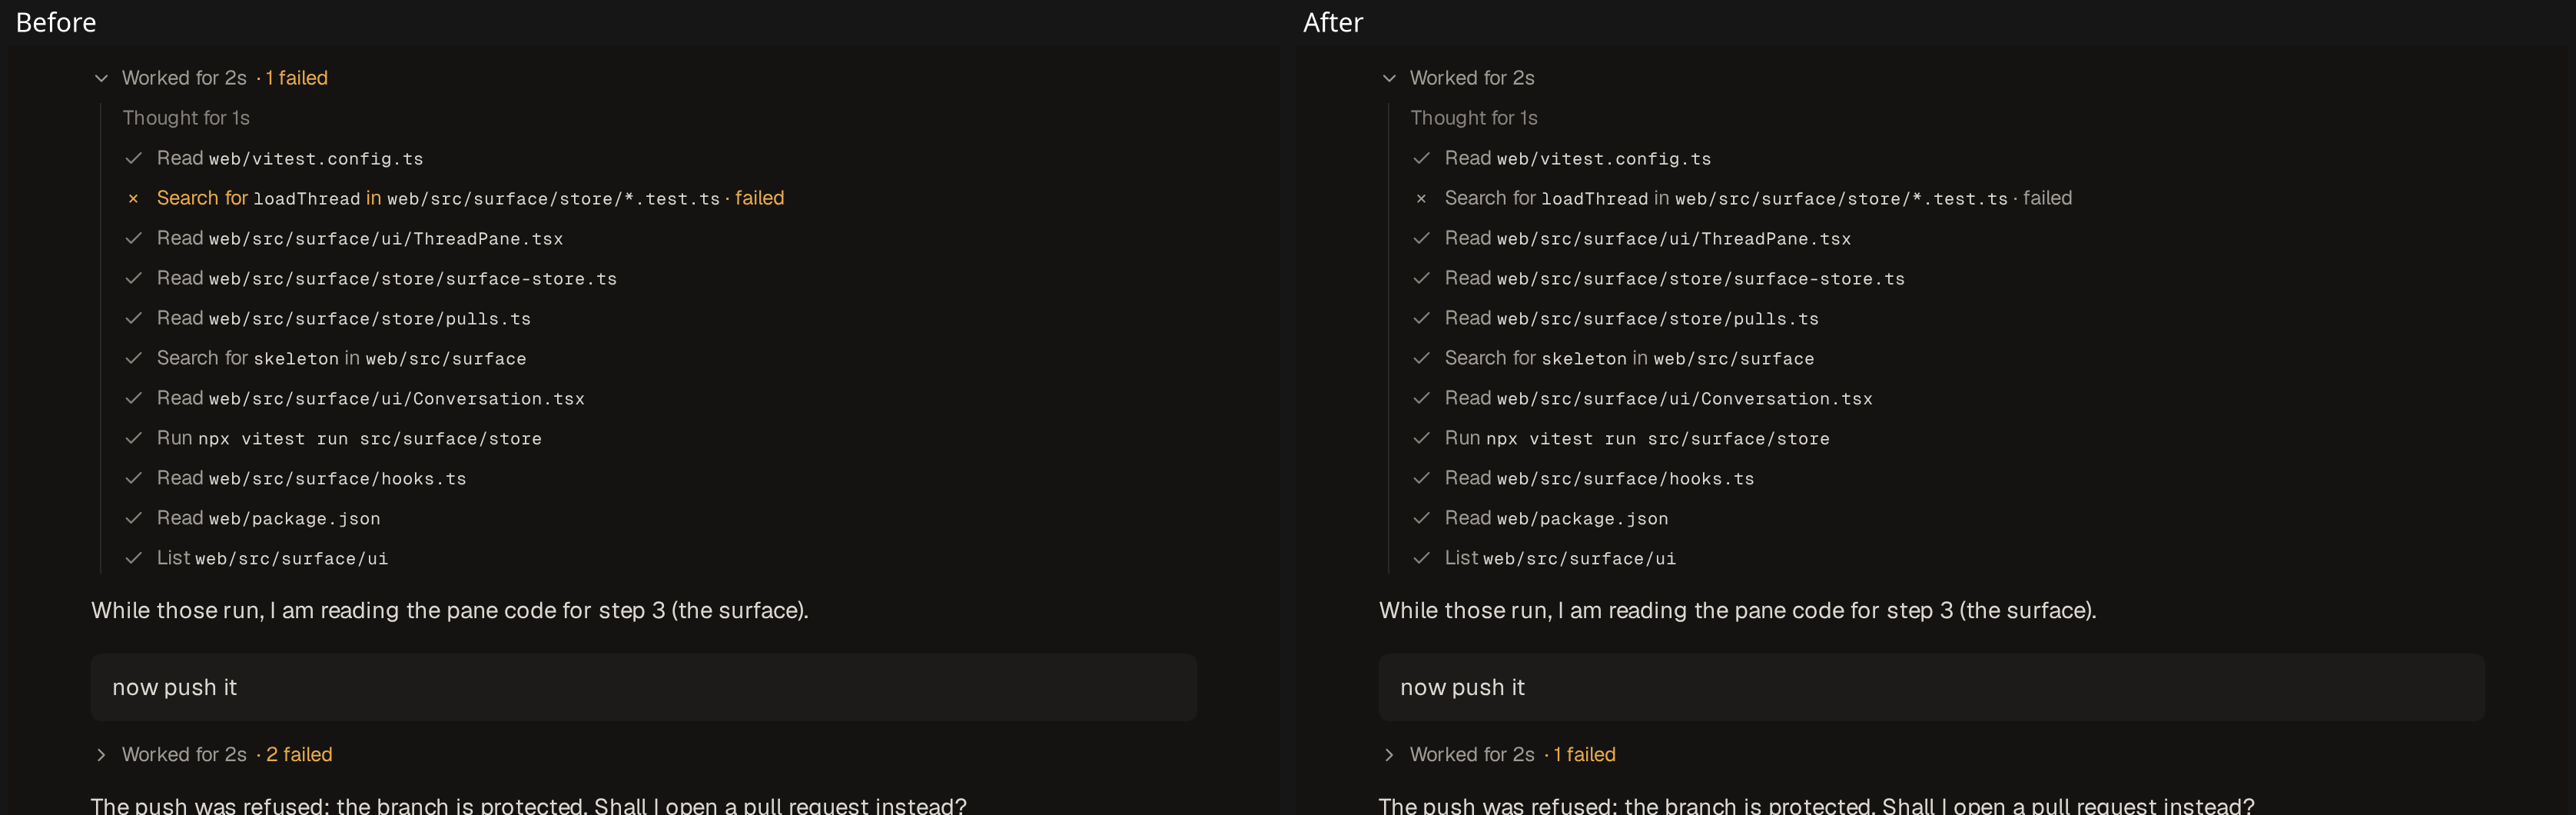 Before
Worked for 2s · 1 failed
Thought for 1s
Read web/vitest.config.ts
Search for loadThread in web/src/surface/store/*.test.ts · failed
Read web/src/surface/ui/ThreadPane.tsx
Read web/src/surface/store/surface-store.ts
Read web/src/surface/store/pulls.ts
Search for skeleton in web/src/surface
Read web/src/surface/ui/Conversation.tsx
Run npx vitest run src/surface/store
Read web/src/surface/hooks.ts
Read web/package.json
List web/src/surface/ui
While those run, I am reading the pane code for step 3 (the surface).
now push it
Worked for 2s · 2 failed
The push was refused: the branch is protected. Shall I open a pull request instead?
After
Worked for 2s
Thought for 1s
Read web/vitest.config.ts
Search for loadThread in web/src/surface/store/*.test.ts · failed
Read web/src/surface/ui/ThreadPane.tsx
Read web/src/surface/store/surface-store.ts
Read web/src/surface/store/pulls.ts
Search for skeleton in web/src/surface
Read web/src/surface/ui/Conversation.tsx
Run npx vitest run src/surface/store
Read web/src/surface/hooks.ts
Read web/package.json
List web/src/surface/ui
While those run, I am reading the pane code for step 3 (the surface).
now push it
Worked for 2s · 1 failed
The push was refused: the branch is protected. Shall I open a pull request instead?